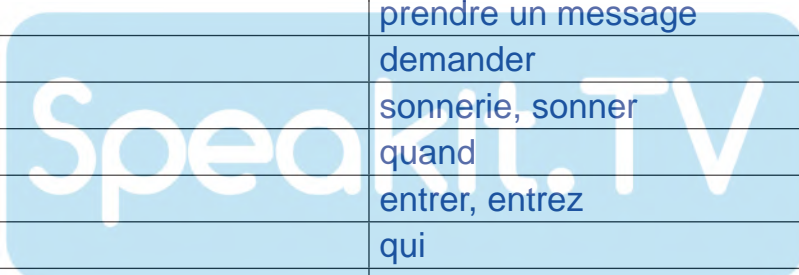 prendre un message
demander
sonnerie, sonner
quand
entrer, entrez
qui
Speakit.TV